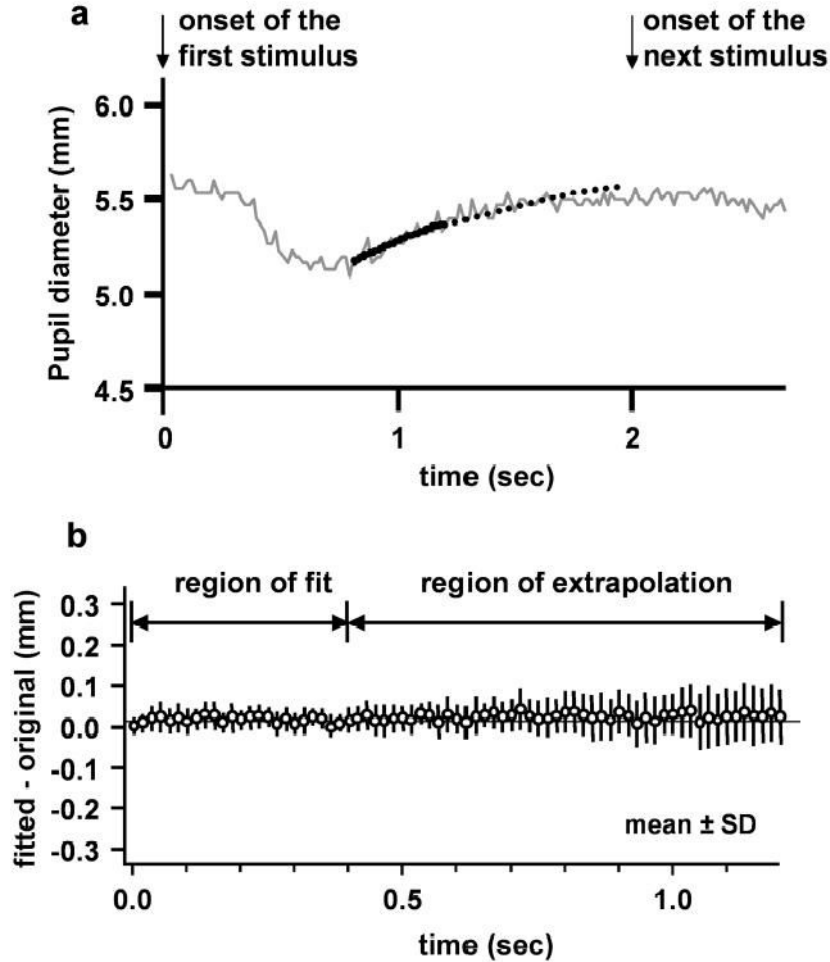 a
onset of the
first stimulus
onset of the
next stimulus
Pupil diameter (mm)
6.0
5.5
5.0
4.5
0
1
2
time (sec)
b
region of fit
region of extrapolation
fitted - original (mm)
0.3
0.2
0.1
0.0
-0.1
-0.2
-0.3
mean ± SD
0.0
0.5
1.0
time (sec)